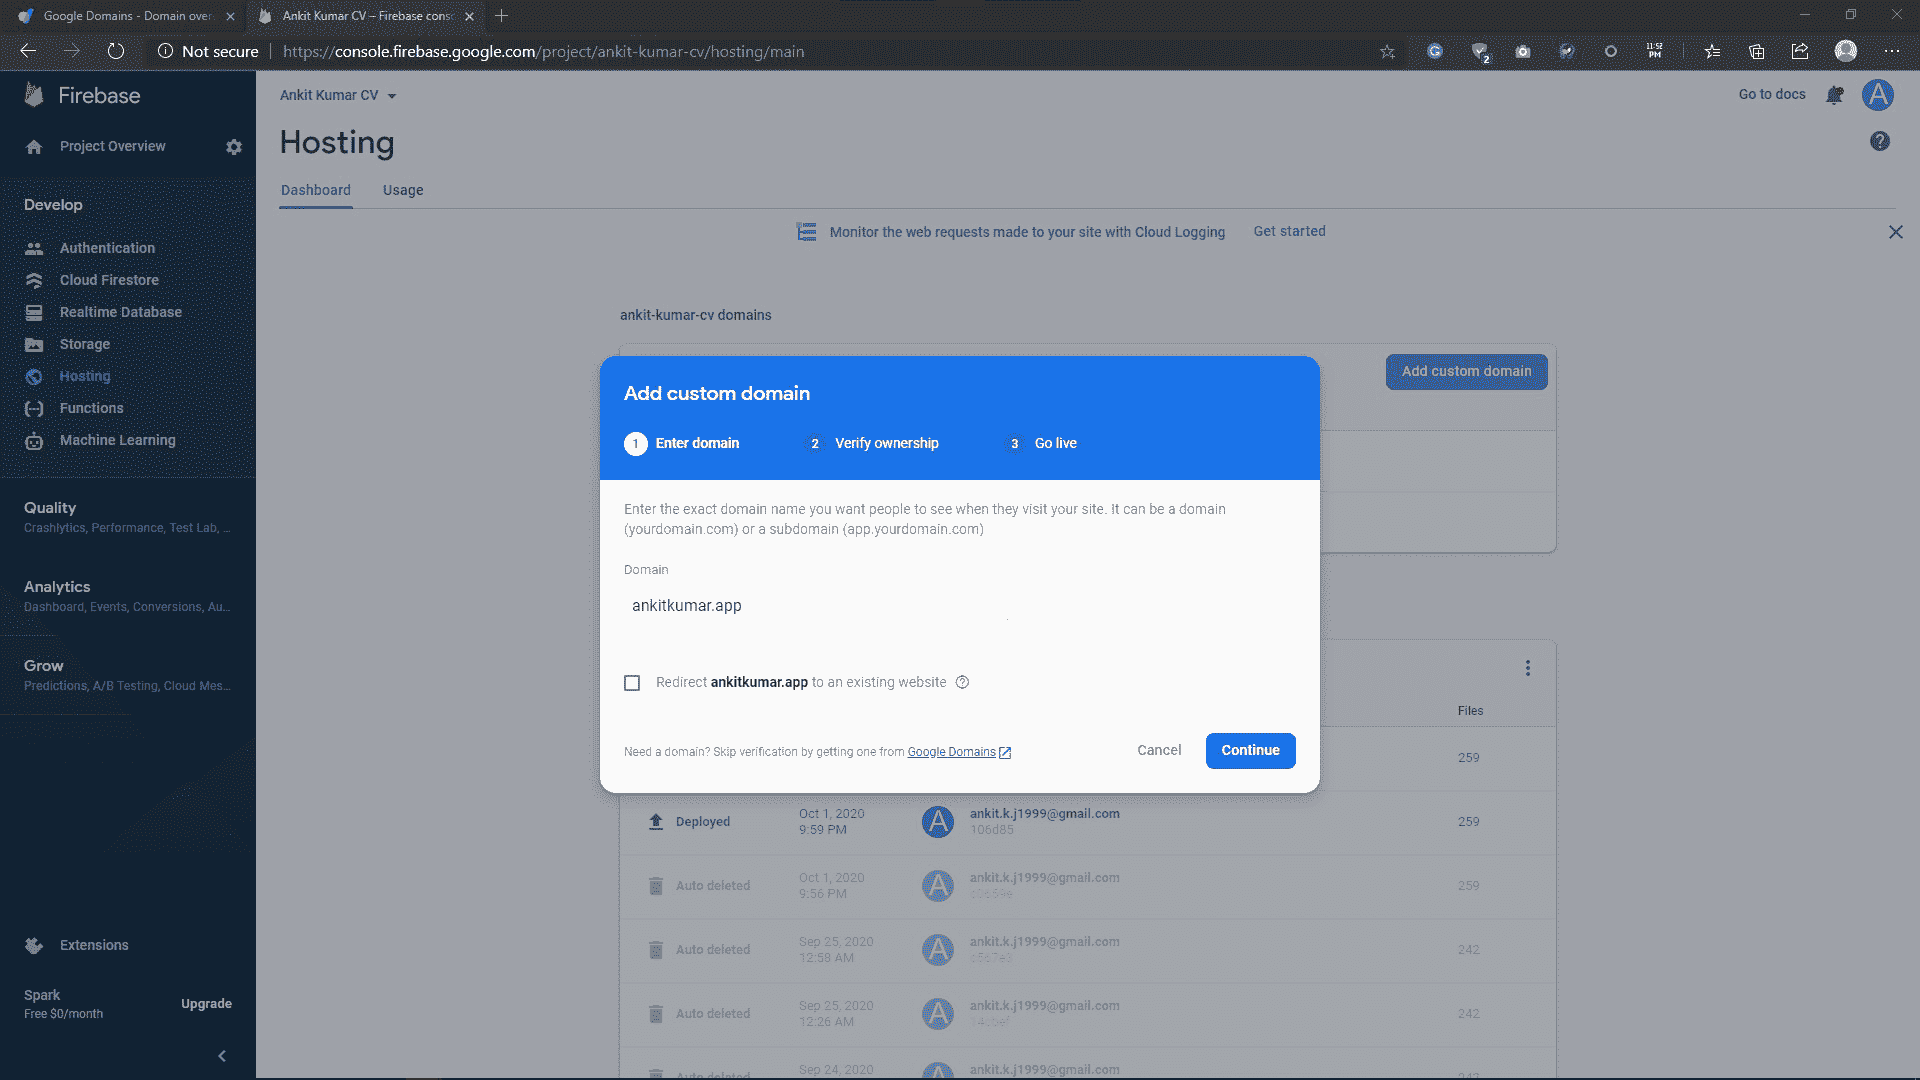 Google Domains - Domain over
Ankit Kumar CV – Firebase conso
Not secure
https://console.firebase.google.com/project/ankit-kumar-cv/hosting/main
2
11:52
PM
Firebase
Ankit Kumar CV
Go to docs
A
Project Overview
Hosting
Dashboard
Usage
Develop
Monitor the web requests made to your site with Cloud Logging
Get started
Authentication
Cloud Firestore
Realtime Database
Storage
Hosting
Functions
Machine Learning
ankit-kumar-cv domains
Add custom domain
Add custom domain
1 Enter domain
2 Verify ownership
3 Go live
Enter the exact domain name you want people to see when they visit your site. It can be a domain
(yourdomain.com) or a subdomain (app.yourdomain.com)
Domain
ankitkumar.app
Redirect ankitkumar.app to an existing website
Need a domain? Skip verification by getting one from Google Domains
Cancel
Continue
Quality
Crashlytics, Performance, Test Lab, ...
Analytics
Dashboard, Events, Conversions, Au...
Grow
Predictions, A/B Testing, Cloud Mes...
Files
259
Deployed
Oct 1, 2020
9:59 PM
A
ankit.k.j1999@gmail.com
106d85
259
Auto deleted
Oct 1, 2020
9:56 PM
A
ankit.k.j1999@gmail.com
259
Auto deleted
Sep 25, 2020
12:58 AM
A
ankit.k.j1999@gmail.com
242
Auto deleted
Sep 25, 2020
12:26 AM
A
ankit.k.j1999@gmail.com
242
Auto deleted
Sep 24, 2020
ankit.k.j1999@gmail.com
Extensions
Spark
Free $0/month
Upgrade